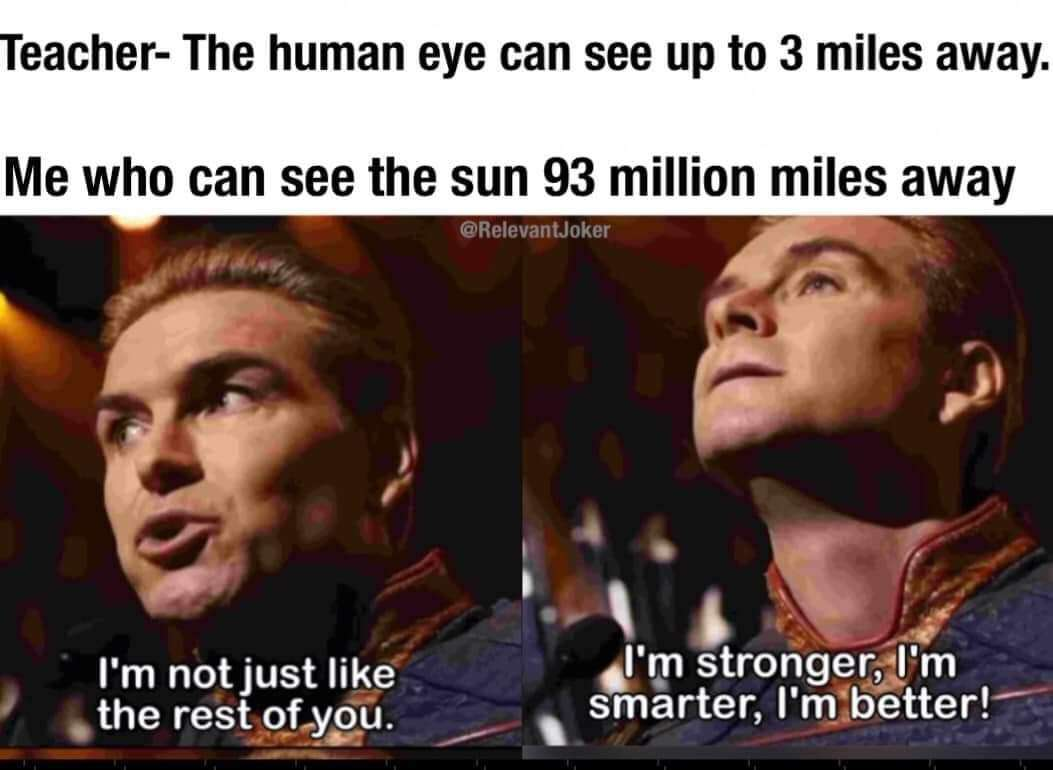 Teacher- The human eye can see up to 3 miles away.
Me who can see the sun 93 million miles away
@RelevantJoker
I'm not just like
the rest of you.
I'm stronger, I'm
smarter, I'm better!